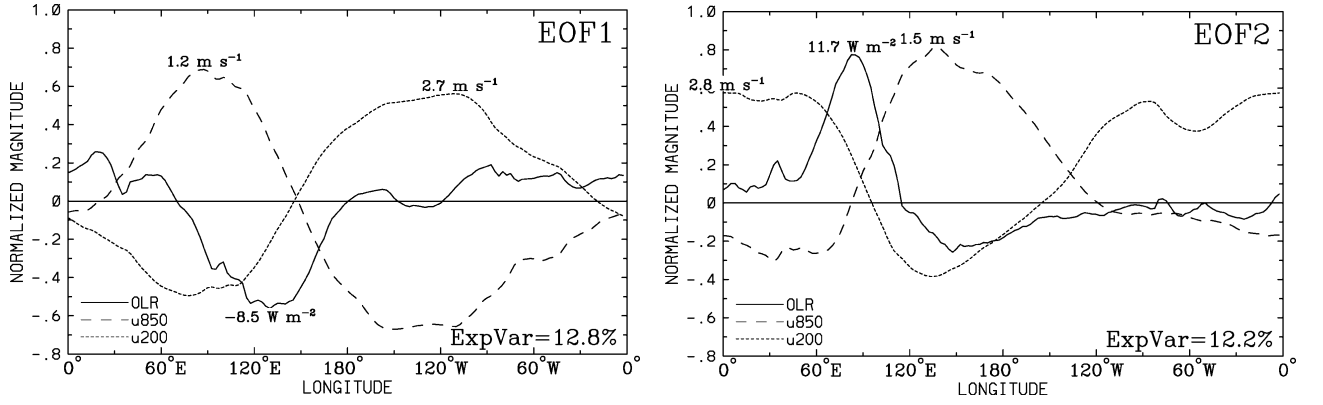 EOF1
1.0
.8
.6
.4
.2
0
-.2
-.4
-.6
-.8
NORMALIZED MAGNITUDE
1.2 m s⁻¹
2.7 m s⁻¹
-8.5 W m⁻²
OLR
u850
u200
ExpVar=12.8%
0° 60°E 120°E 180° 120°W 60°W 0°
LONGITUDE
EOF2
1.0
.8
.6
.4
.2
0
-.2
-.4
-.6
-.8
NORMALIZED MAGNITUDE
11.7 W m⁻² 1.5 m s⁻¹
2.8 m s⁻¹
OLR
u850
u200
ExpVar=12.2%
0° 60°E 120°E 180° 120°W 60°W 0°
LONGITUDE